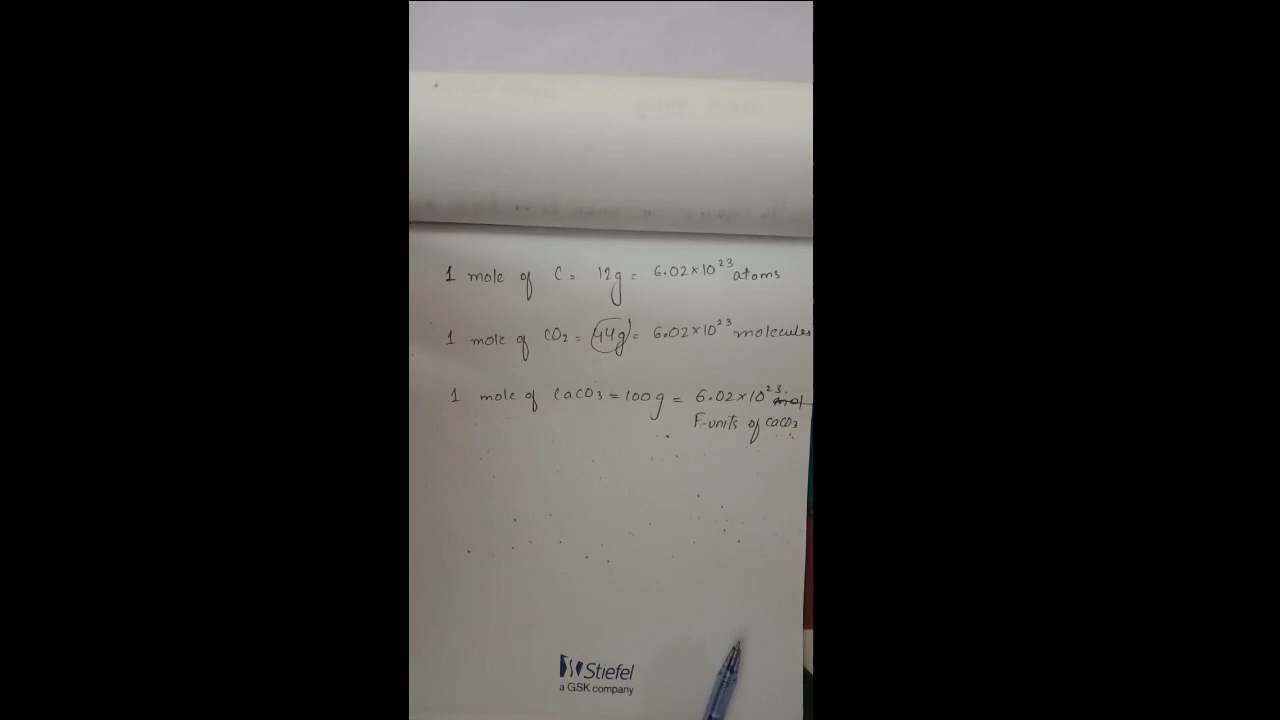 1 mole of C = 12g = 6.02×10²³ atoms
1 mole of CO₂ = 44g = 6.02×10²³ molecules
1 mole of CaCO₃ = 100g = 6.02×10²³
F-units of CaCO₃
Stiefel
a GSK company